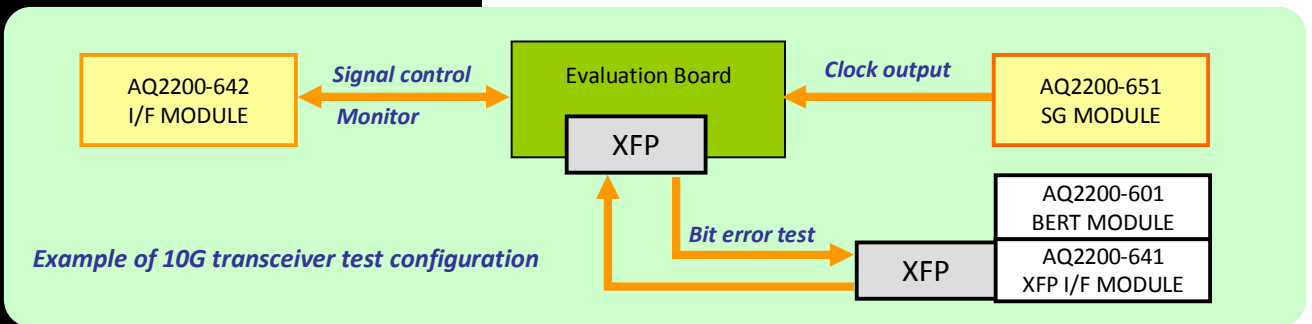 AQ2200-642
I/F MODULE
Signal control
Monitor
Evaluation Board
XFP
Clock output
AQ2200-651
SG MODULE
Bit error test
XFP
AQ2200-601
BERT MODULE
AQ2200-641
XFP I/F MODULE
Example of 10G transceiver test configuration